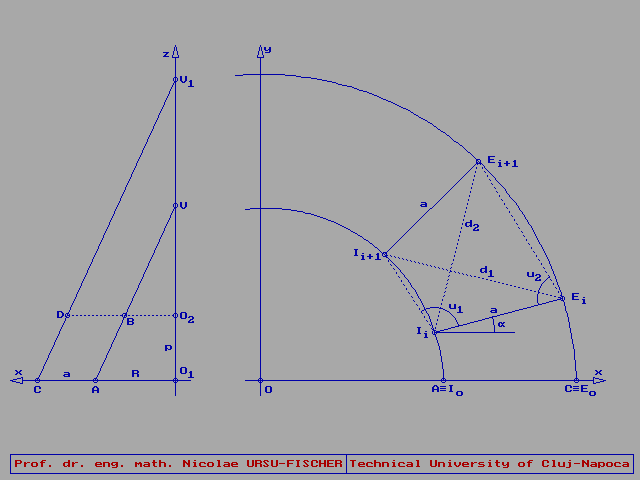 z
y
V₁
Eᵢ₊₁
a
V
d₂
Iᵢ₊₁
d₁
u₂
Eᵢ
D
B
O₂
u₁
a
α
Iᵢ
p
x
a
R
O₁
x
C
A
O
A≡I₀
C≡E₀
Prof. dr. eng. math. Nicolae URSU-FISCHER Technical University of Cluj-Napoca